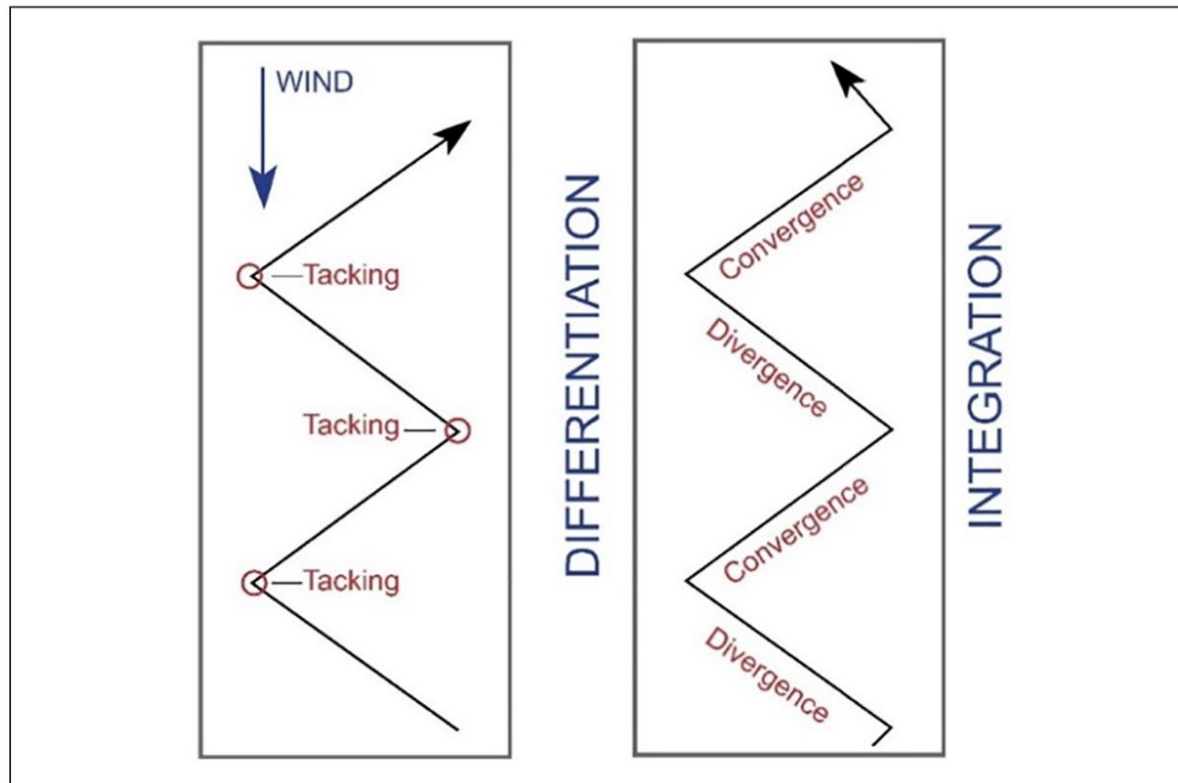 WIND
Tacking
Tacking
Tacking
DIFFERENTIATION
Convergence
Divergence
Convergence
Divergence
INTEGRATION